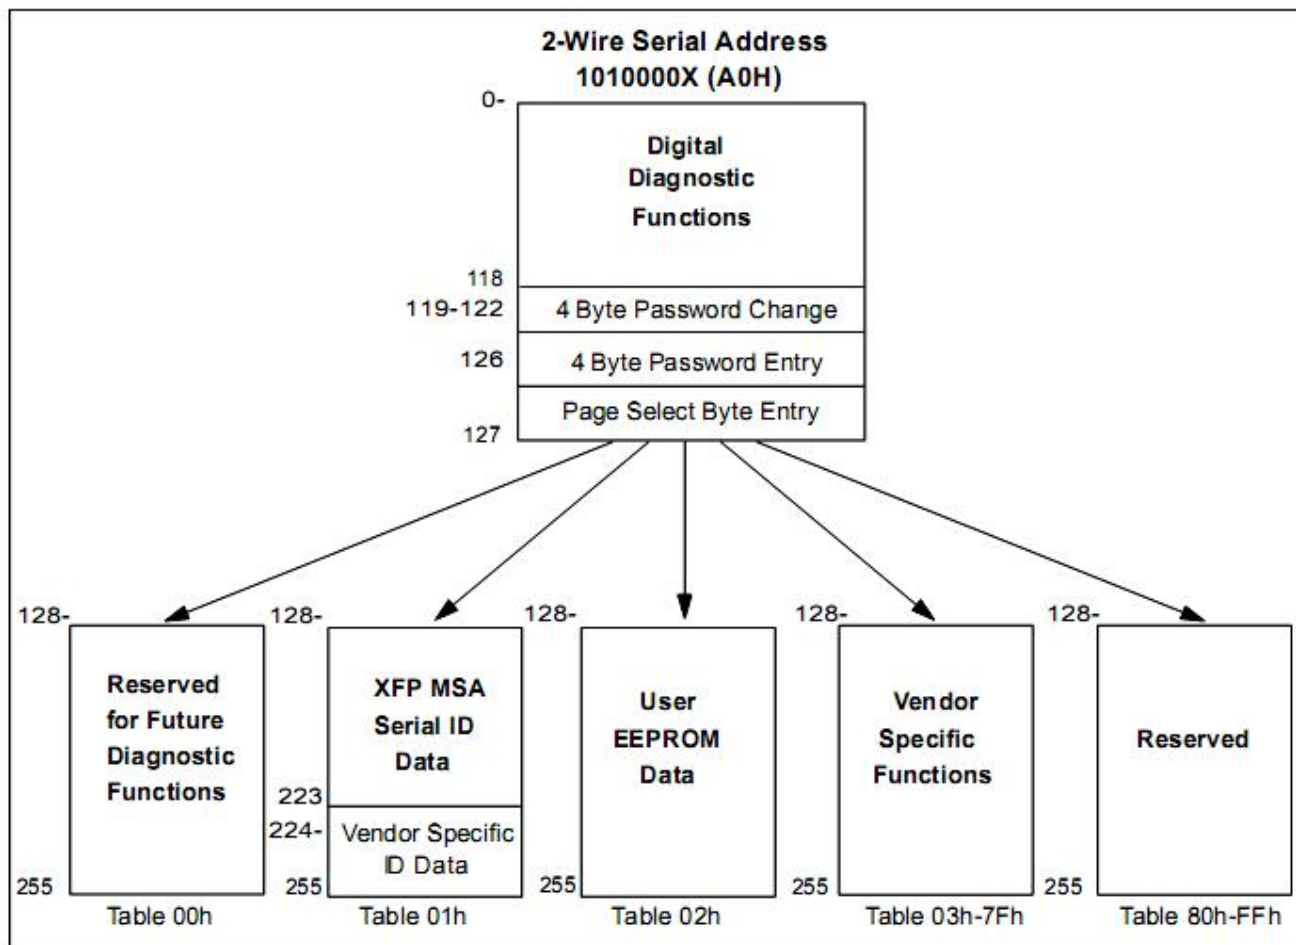 2-Wire Serial Address
1010000X (A0H)
0-
Digital
Diagnostic
Functions
118
119-122
4 Byte Password Change
126
4 Byte Password Entry
Page Select Byte Entry
127
128-
Reserved
for Future
Diagnostic
Functions
255
Table 00h
128-
XFP MSA
Serial ID
Data
223
224-
Vendor Specific
ID Data
255
Table 01h
128-
User
EEPROM
Data
255
Table 02h
128-
Vendor
Specific
Functions
255
Table 03h-7Fh
128-
Reserved
255
Table 80h-FFh